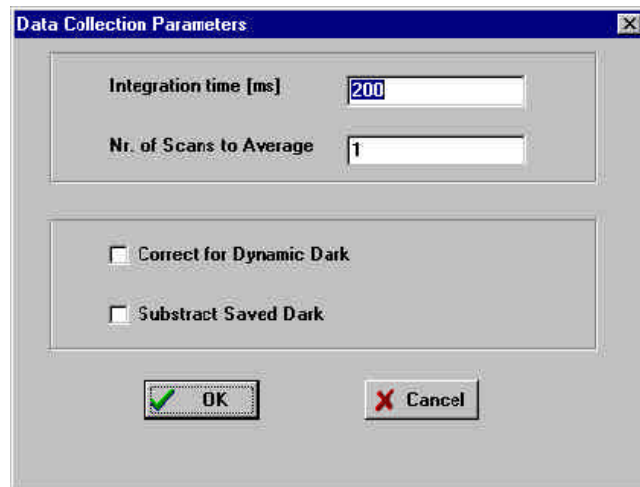 Data Collection Parameters
Integration time [ms] 200
Nr. of Scans to Average 1
Correct for Dynamic Dark
Substract Saved Dark
OK Cancel